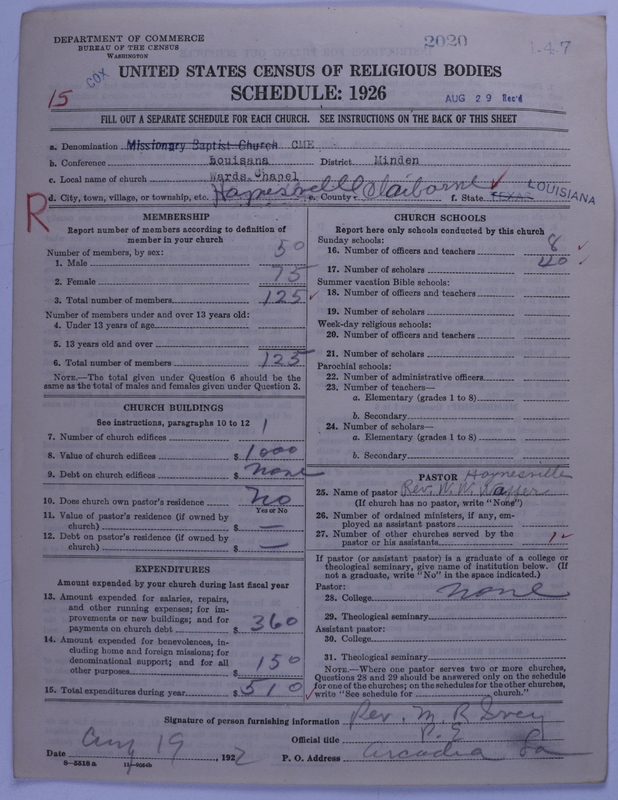 DEPARTMENT OF COMMERCE
BUREAU OF THE CENSUS
WASHINGTON
2020
1.4.7
COX
15
UNITED STATES CENSUS OF RELIGIOUS BODIES
SCHEDULE: 1926
AUG 29 Rec'd
FILL OUT A SEPARATE SCHEDULE FOR EACH CHURCH. SEE INSTRUCTIONS ON THE BACK OF THIS SHEET
a. Denomination Missionary Baptist Church CME
b. Conference Louisana District Minden
c. Local name of church Wards Chapel
d. City, town, village, or township, etc. Haynesville e. County Claiborne f. State TEXAS LOUISIANA
R
MEMBERSHIP
Report number of members according to definition of
member in your church
Number of members, by sex:
1. Male 50
2. Female 75
3. Total number of members 125
Number of members under and over 13 years old:
4. Under 13 years of age
5. 13 years old and over
6. Total number of members 125
NOTE.—The total given under Question 6 should be the
same as the total of males and females given under Question 3.
CHURCH BUILDINGS
See instructions, paragraphs 10 to 12
7. Number of church edifices 1
8. Value of church edifices $ 1000
9. Debt on church edifices $ none
10. Does church own pastor's residence No
Yes or No
11. Value of pastor's residence (if owned by
church) $ —
12. Debt on pastor's residence (if owned by
church) $ —
EXPENDITURES
Amount expended by your church during last fiscal year
13. Amount expended for salaries, repairs,
and other running expenses; for im-
provements or new buildings; and for
payments on church debt $ 360
14. Amount expended for benevolences, in-
cluding home and foreign missions; for
denominational support; and for all
other purposes $ 150
15. Total expenditures during year $ 510
CHURCH SCHOOLS
Report here only schools conducted by this church
Sunday schools:
16. Number of officers and teachers 8
17. Number of scholars 40
Summer vacation Bible schools:
18. Number of officers and teachers
19. Number of scholars
Week-day religious schools:
20. Number of officers and teachers
21. Number of scholars
Parochial schools:
22. Number of administrative officers
23. Number of teachers—
a. Elementary (grades 1 to 8)
b. Secondary
24. Number of scholars—
a. Elementary (grades 1 to 8)
b. Secondary
PASTOR Haynesville
25. Name of pastor Rev. W. W.
(If church has no pastor, write "None")
26. Number of ordained ministers, if any, em-
ployed as assistant pastors
27. Number of other churches served by the
pastor or his assistants 1
If pastor (or assistant pastor) is a graduate of a college or
theological seminary, give name of institution below. (If
not a graduate, write "No" in the space indicated.)
Pastor:
28. College none
29. Theological seminary
Assistant pastor:
30. College
31. Theological seminary
NOTE.—Where one pastor serves two or more churches,
Questions 28 and 29 should be answered only on the schedule
for one of the churches; on the schedules for the other churches,
write "See schedule for church."
Signature of person furnishing information Rev. M. R. Ivey
Official title P. E
Date Aug 19, 1927 P. O. Address Arcadia La
8—5518 a